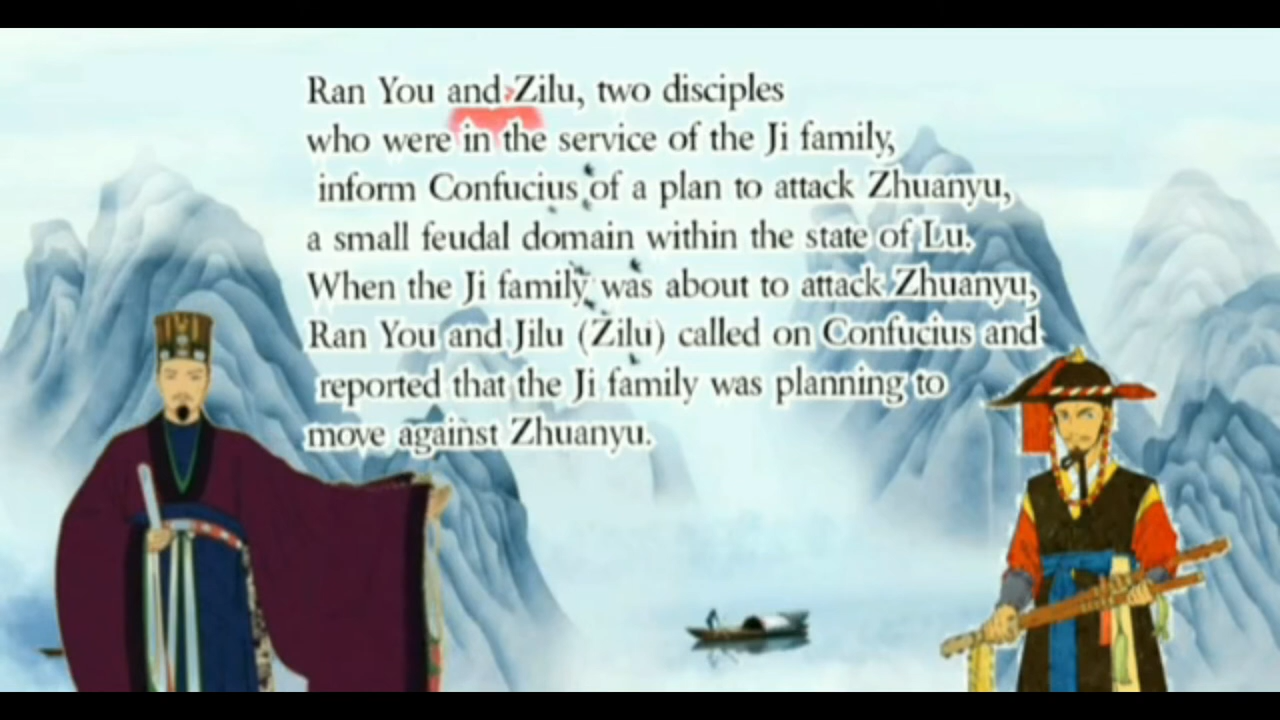 Ran You and Zilu, two disciples
who were in the service of the Ji family,
inform Confucius of a plan to attack Zhuanyu,
a small feudal domain within the state of Lu.
When the Ji family was about to attack Zhuanyu,
Ran You and Jilu (Zilu) called on Confucius and
reported that the Ji family was planning to
move against Zhuanyu.